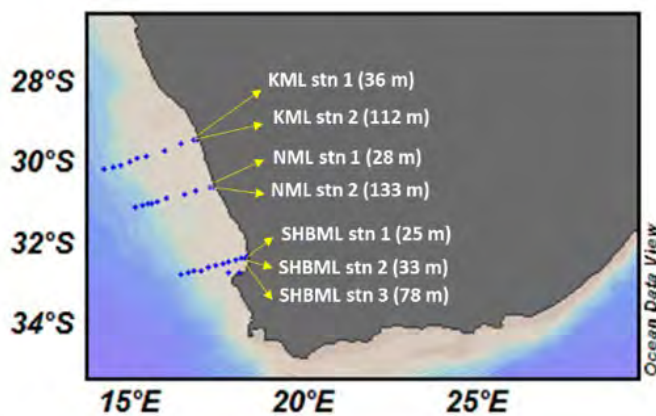 28°S
30°S
32°S
34°S
KML stn 1 (36 m)
KML stn 2 (112 m)
NML stn 1 (28 m)
NML stn 2 (133 m)
SHBML stn 1 (25 m)
SHBML stn 2 (33 m)
SHBML stn 3 (78 m)
Ocean Data View
15°E
20°E
25°E